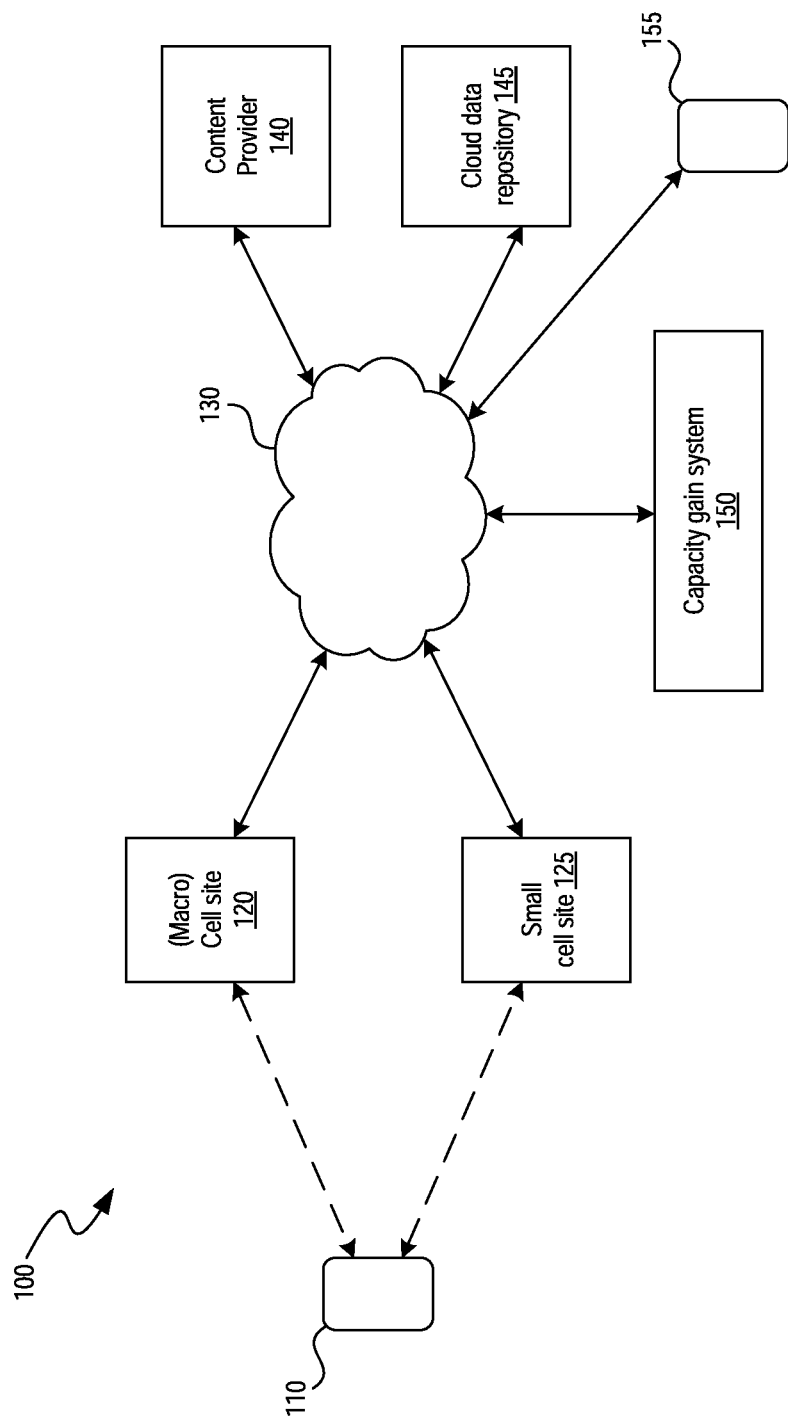 100
110
(Macro)
Cell site
120
Small
cell site 125
130
Content
Provider
140
Cloud data
repository 145
Capacity gain system
150
155